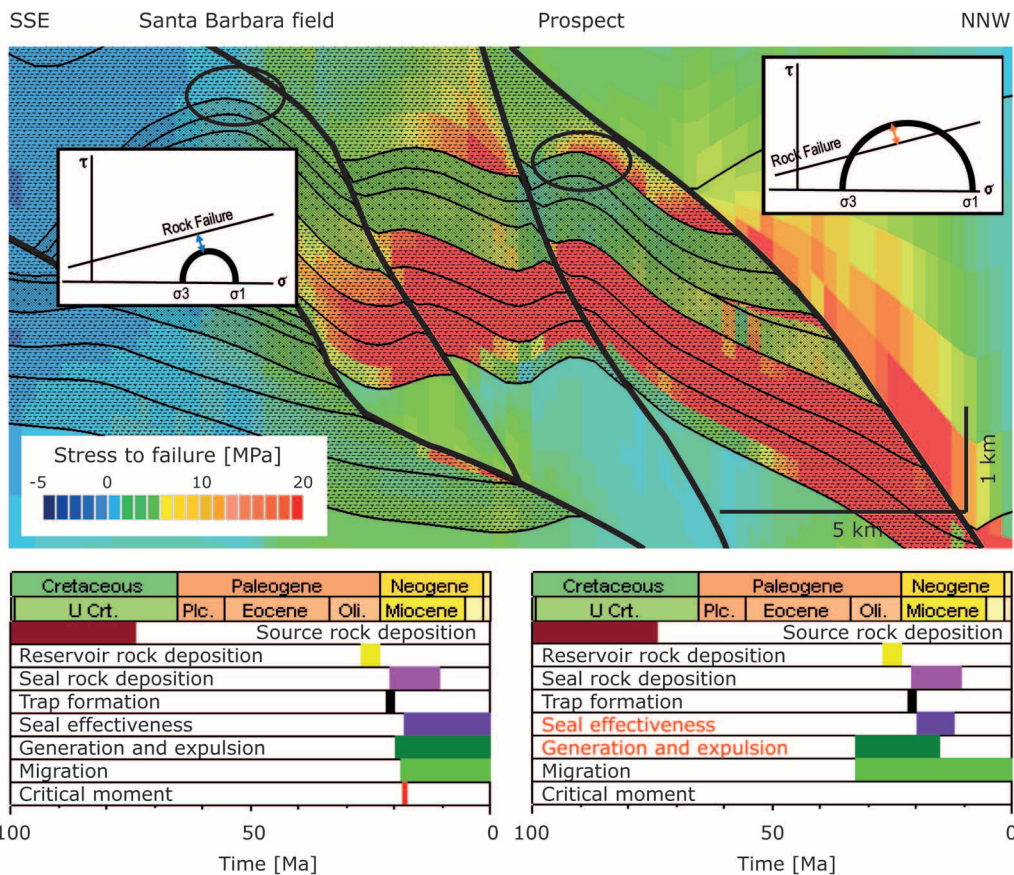 SSE Santa Barbara field Prospect NNW
τ
Rock Failure
σ3 σ1 σ
τ
Rock Failure
σ3 σ1 σ
Stress to failure [MPa]
-5 0 10 20
1 km
5 km
Cretaceous Paleogene Neogene
U Crt. Plc. Eocene Oli. Miocene
Source rock deposition
Reservoir rock deposition
Seal rock deposition
Trap formation
Seal effectiveness
Generation and expulsion
Migration
Critical moment
100 50 0
Time [Ma]
Cretaceous Paleogene Neogene
U Crt. Plc. Eocene Oli. Miocene
Source rock deposition
Reservoir rock deposition
Seal rock deposition
Trap formation
Seal effectiveness
Generation and expulsion
Migration
Critical moment
100 50 0
Time [Ma]